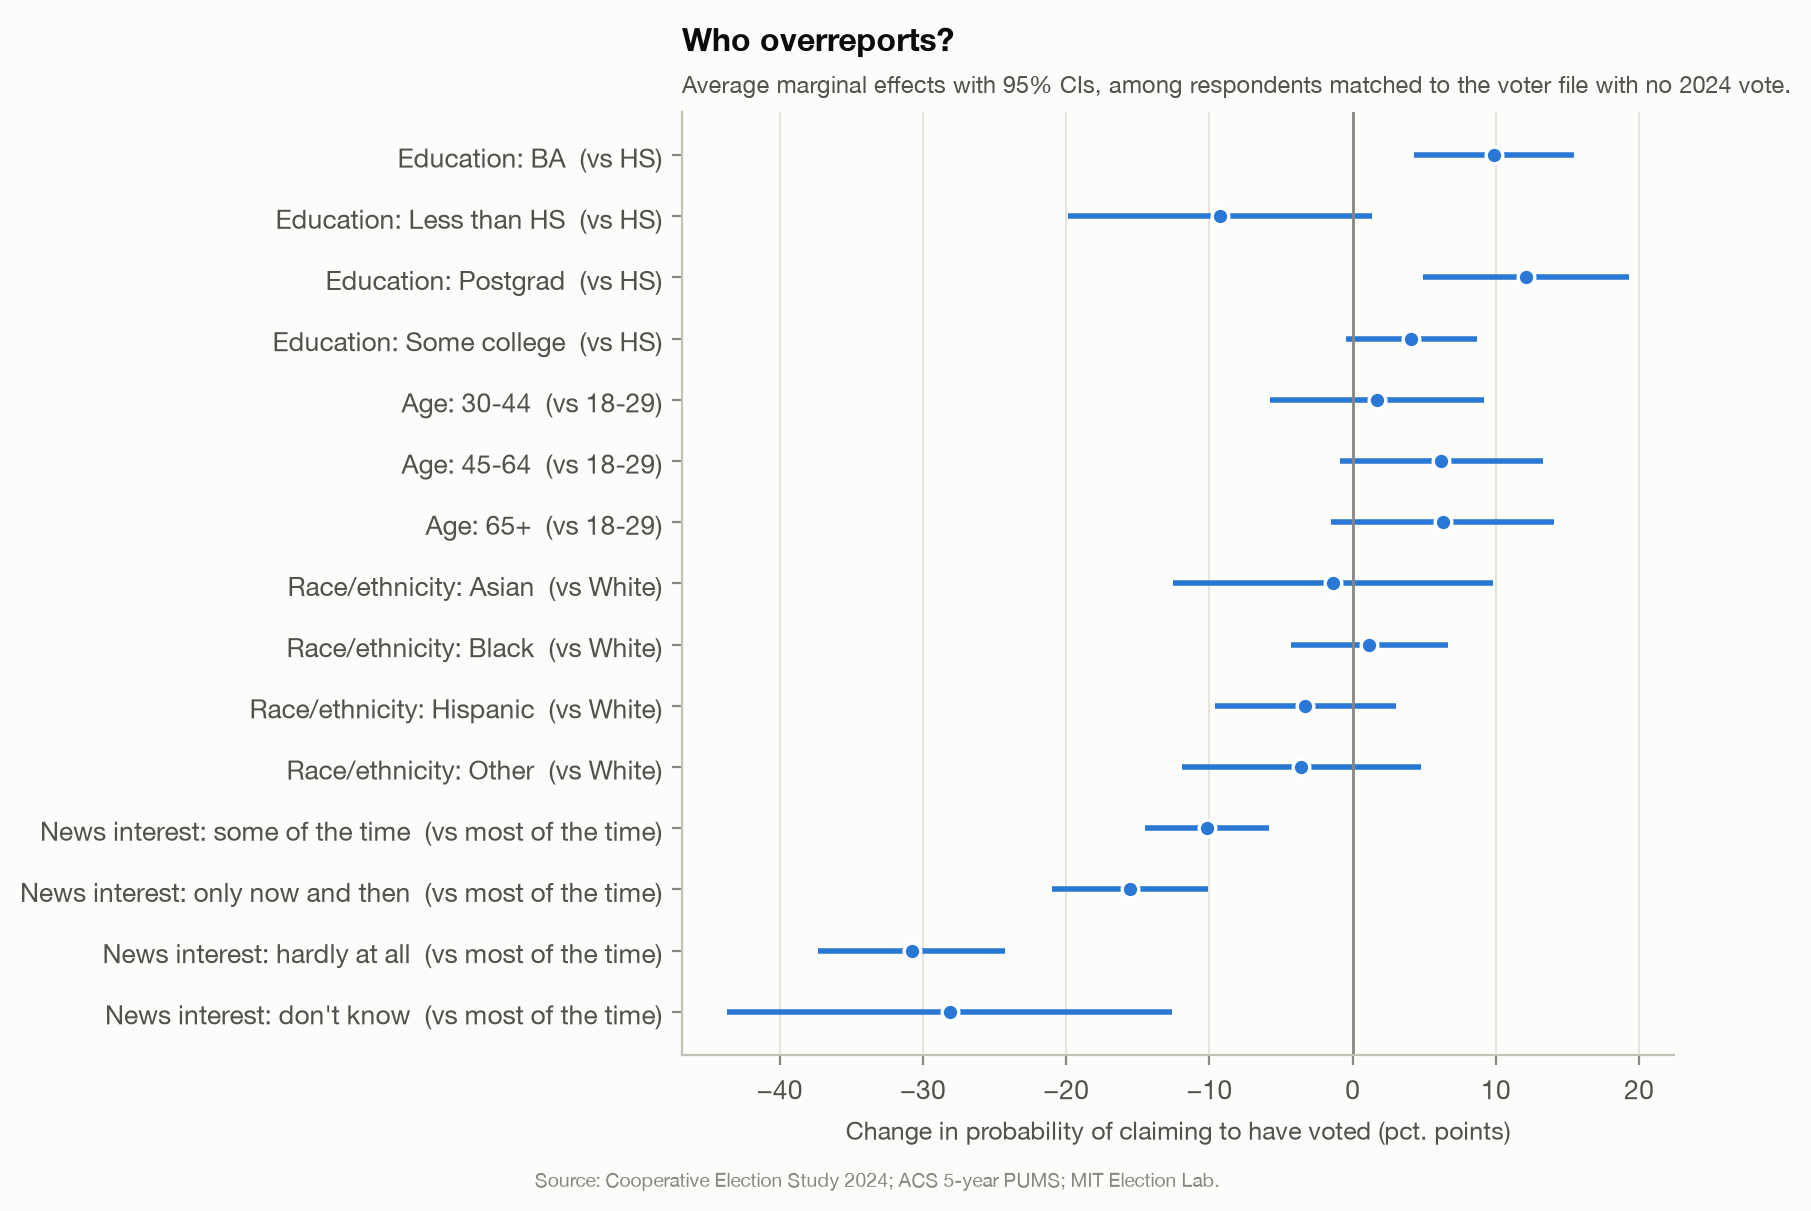 Who overreports?
Average marginal effects with 95% CIs, among respondents matched to the voter file with no 2024 vote.
Education: BA (vs HS)
Education: Less than HS (vs HS)
Education: Postgrad (vs HS)
Education: Some college (vs HS)
Age: 30-44 (vs 18-29)
Age: 45-64 (vs 18-29)
Age: 65+ (vs 18-29)
Race/ethnicity: Asian (vs White)
Race/ethnicity: Black (vs White)
Race/ethnicity: Hispanic (vs White)
Race/ethnicity: Other (vs White)
News interest: some of the time (vs most of the time)
News interest: only now and then (vs most of the time)
News interest: hardly at all (vs most of the time)
News interest: don't know (vs most of the time)
−40 −30 −20 −10 0 10 20
Change in probability of claiming to have voted (pct. points)
Source: Cooperative Election Study 2024; ACS 5-year PUMS; MIT Election Lab.